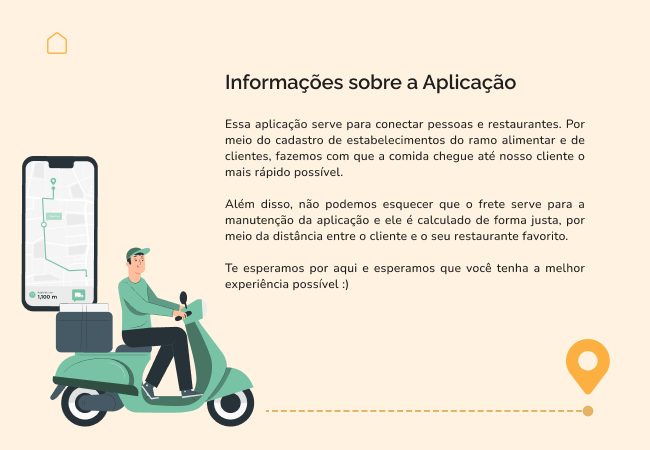 Informações sobre a Aplicação
Essa aplicação serve para conectar pessoas e restaurantes. Por
meio do cadastro de estabelecimentos do ramo alimentar e de
clientes, fazemos com que a comida chegue até nosso cliente o
mais rápido possível.
Além disso, não podemos esquecer que o frete serve para a
manutenção da aplicação e ele é calculado de forma justa, por
meio da distância entre o cliente e o seu restaurante favorito.
Te esperamos por aqui e esperamos que você tenha a melhor
experiência possível :)
1,100 m